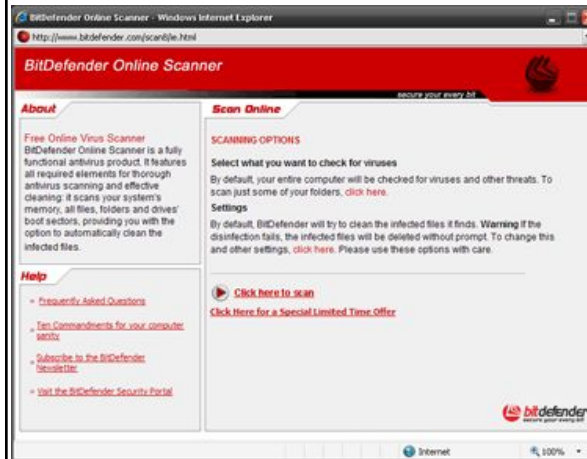 BitDefender Online Scanner - Windows Internet Explorer
http://www.bitdefender.com/scan8/ie.html
BitDefender Online Scanner
secure your every bit
About
Free Online Virus Scanner
BitDefender Online Scanner is a fully
functional antivirus product. It features
all required elements for thorough
antivirus scanning and effective
cleaning: it scans your system's
memory, all files, folders and drives'
boot sectors, providing you with the
option to automatically clean the
infected files.
Help
Frequently Asked Questions
Ten Commandments for your computer
sanity
Subscribe to the BitDefender
Newsletter
Visit the BitDefender Security Portal
Scan Online
SCANNING OPTIONS
Select what you want to check for viruses
By default, your entire computer will be checked for viruses and other threats. To
scan just some of your folders, click here.
Settings
By default, BitDefender will try to clean the infected files it finds. Warning If the
disinfection fails, the infected files will be deleted without prompt. To change this
and other settings, click here. Please use these options with care.
Click here to scan
Click Here for a Special Limited Time Offer
bitdefender
secure your every bit
Internet
100%